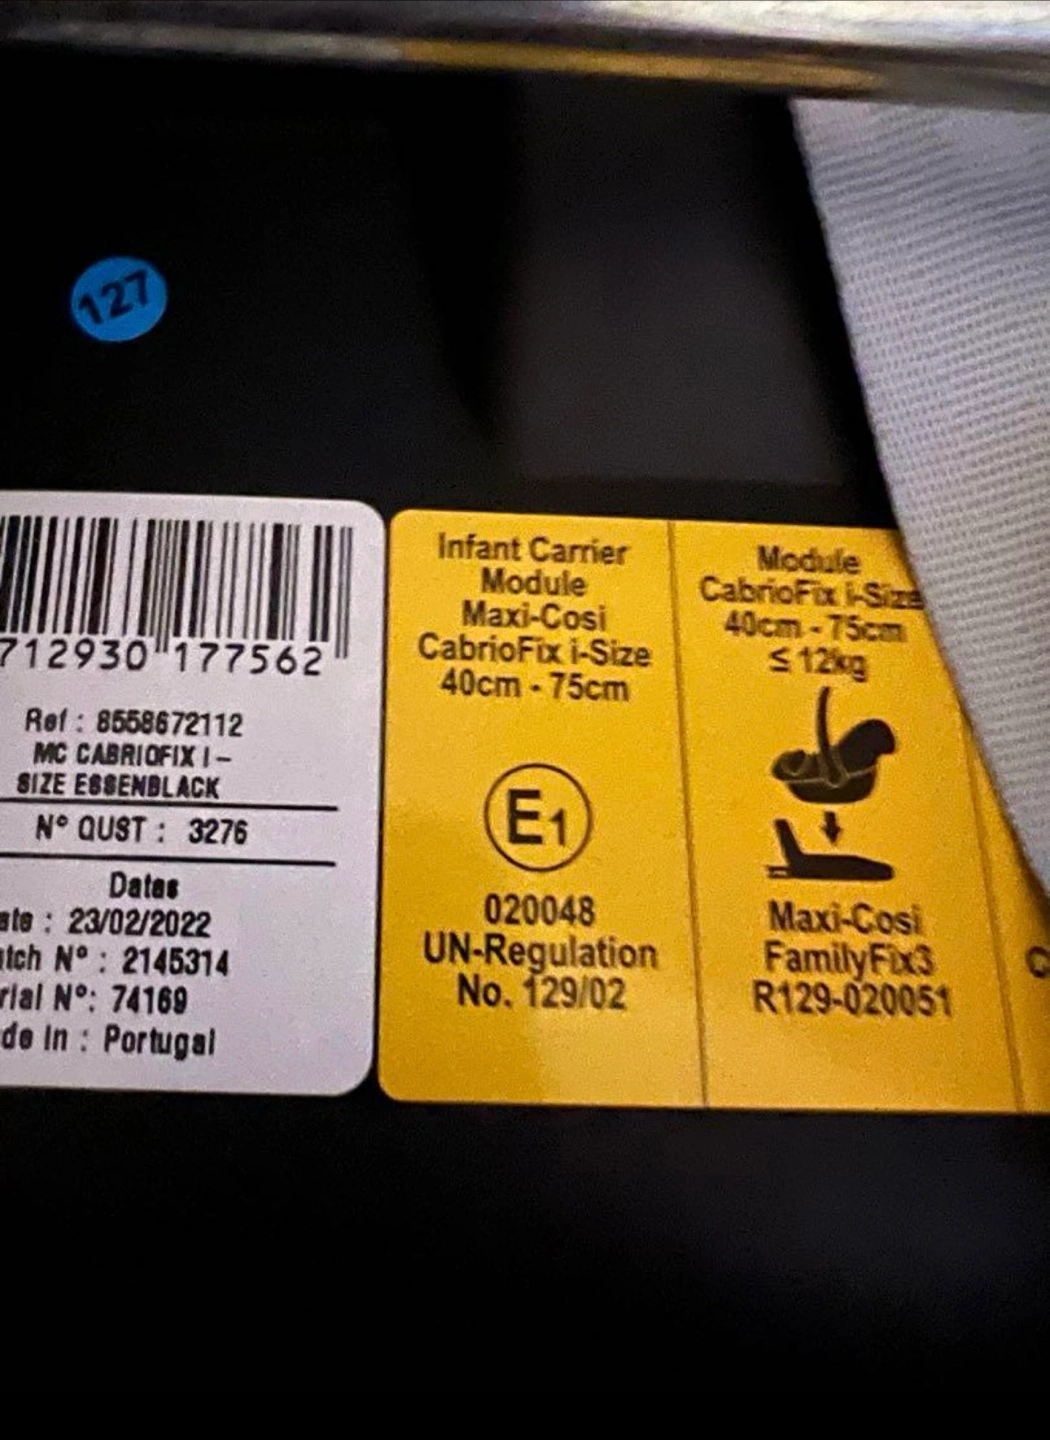 127
712930 177562
Ref : 8558672112
MC CABRIOFIX I -
SIZE ESSENBLACK
N° QUST : 3276
Dates
ate : 23/02/2022
atch N° : 2145314
rial N°: 74169
de In : Portugal
Infant Carrier
Module
Maxi-Cosi
CabrioFix i-Size
40cm - 75cm
E1
020048
UN-Regulation
No. 129/02
Module
CabrioFix i-Size
40cm - 75cm
≤ 12kg
Maxi-Cosi
FamilyFix3
R129-020051
C